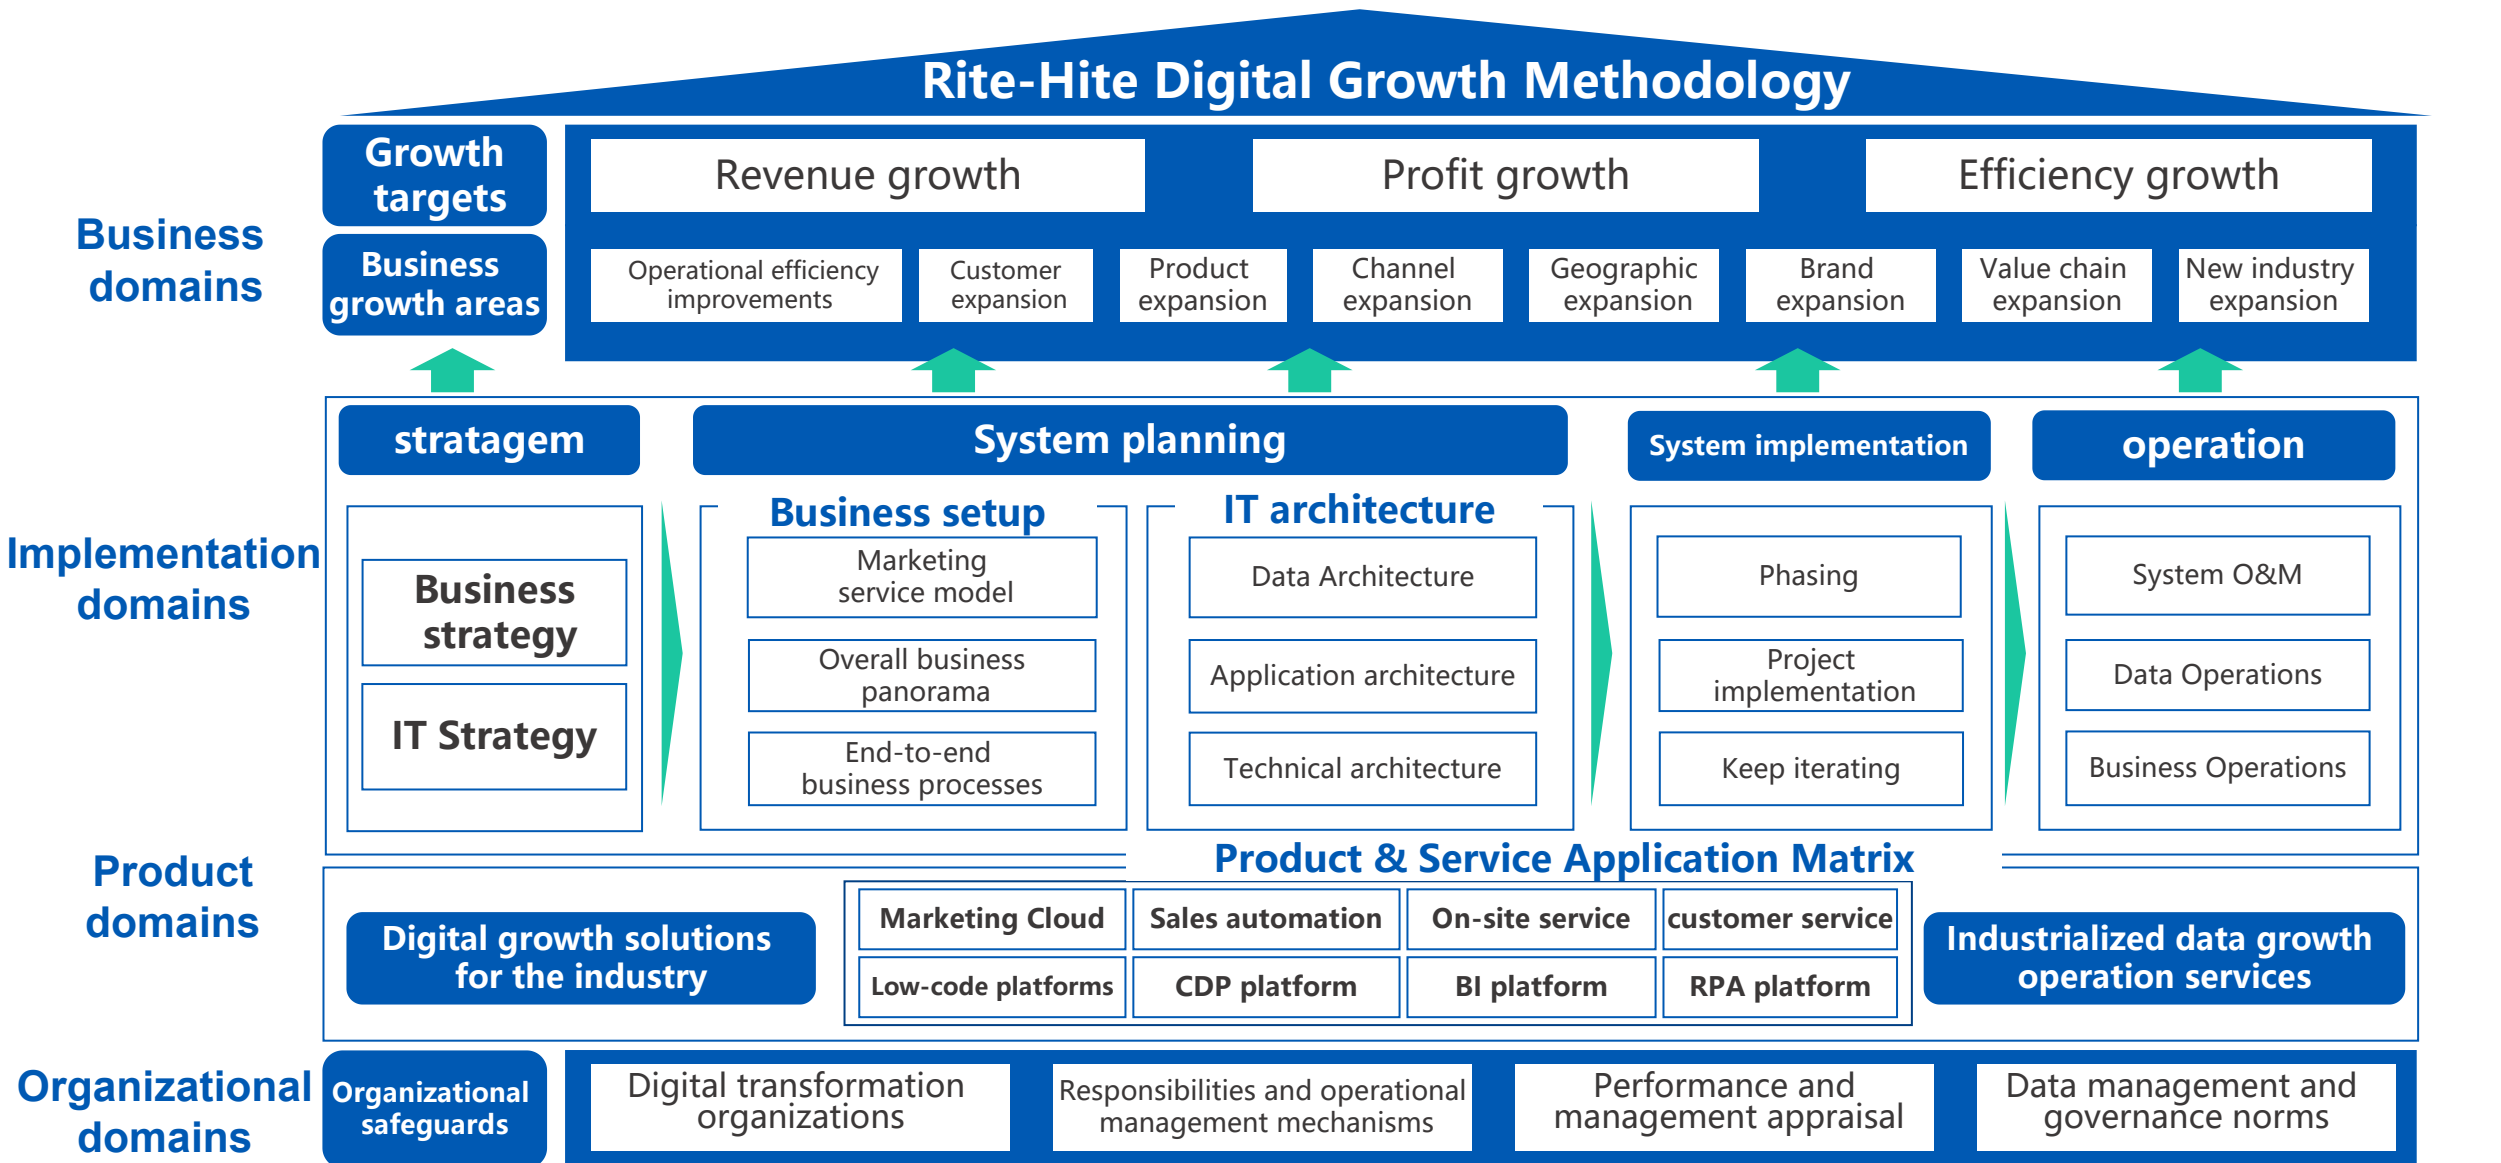 Rite-Hite Digital Growth Methodology
Business
domains
Growth
targets
Revenue growth
Profit growth
Efficiency growth
Business
growth areas
Operational efficiency
improvements
Customer
expansion
Product
expansion
Channel
expansion
Geographic
expansion
Brand
expansion
Value chain
expansion
New industry
expansion
Implementation
domains
stratagem
System planning
System implementation
operation
Business
strategy
IT Strategy
Business setup
Marketing
service model
Overall business
panorama
End-to-end
business processes
IT architecture
Data Architecture
Application architecture
Technical architecture
Phasing
Project
implementation
Keep iterating
System O&M
Data Operations
Business Operations
Product
domains
Product & Service Application Matrix
Digital growth solutions
for the industry
Marketing Cloud
Sales automation
On-site service
customer service
Low-code platforms
CDP platform
BI platform
RPA platform
Industrialized data growth
operation services
Organizational
domains
Organizational
safeguards
Digital transformation
organizations
Responsibilities and operational
management mechanisms
Performance and
management appraisal
Data management and
governance norms